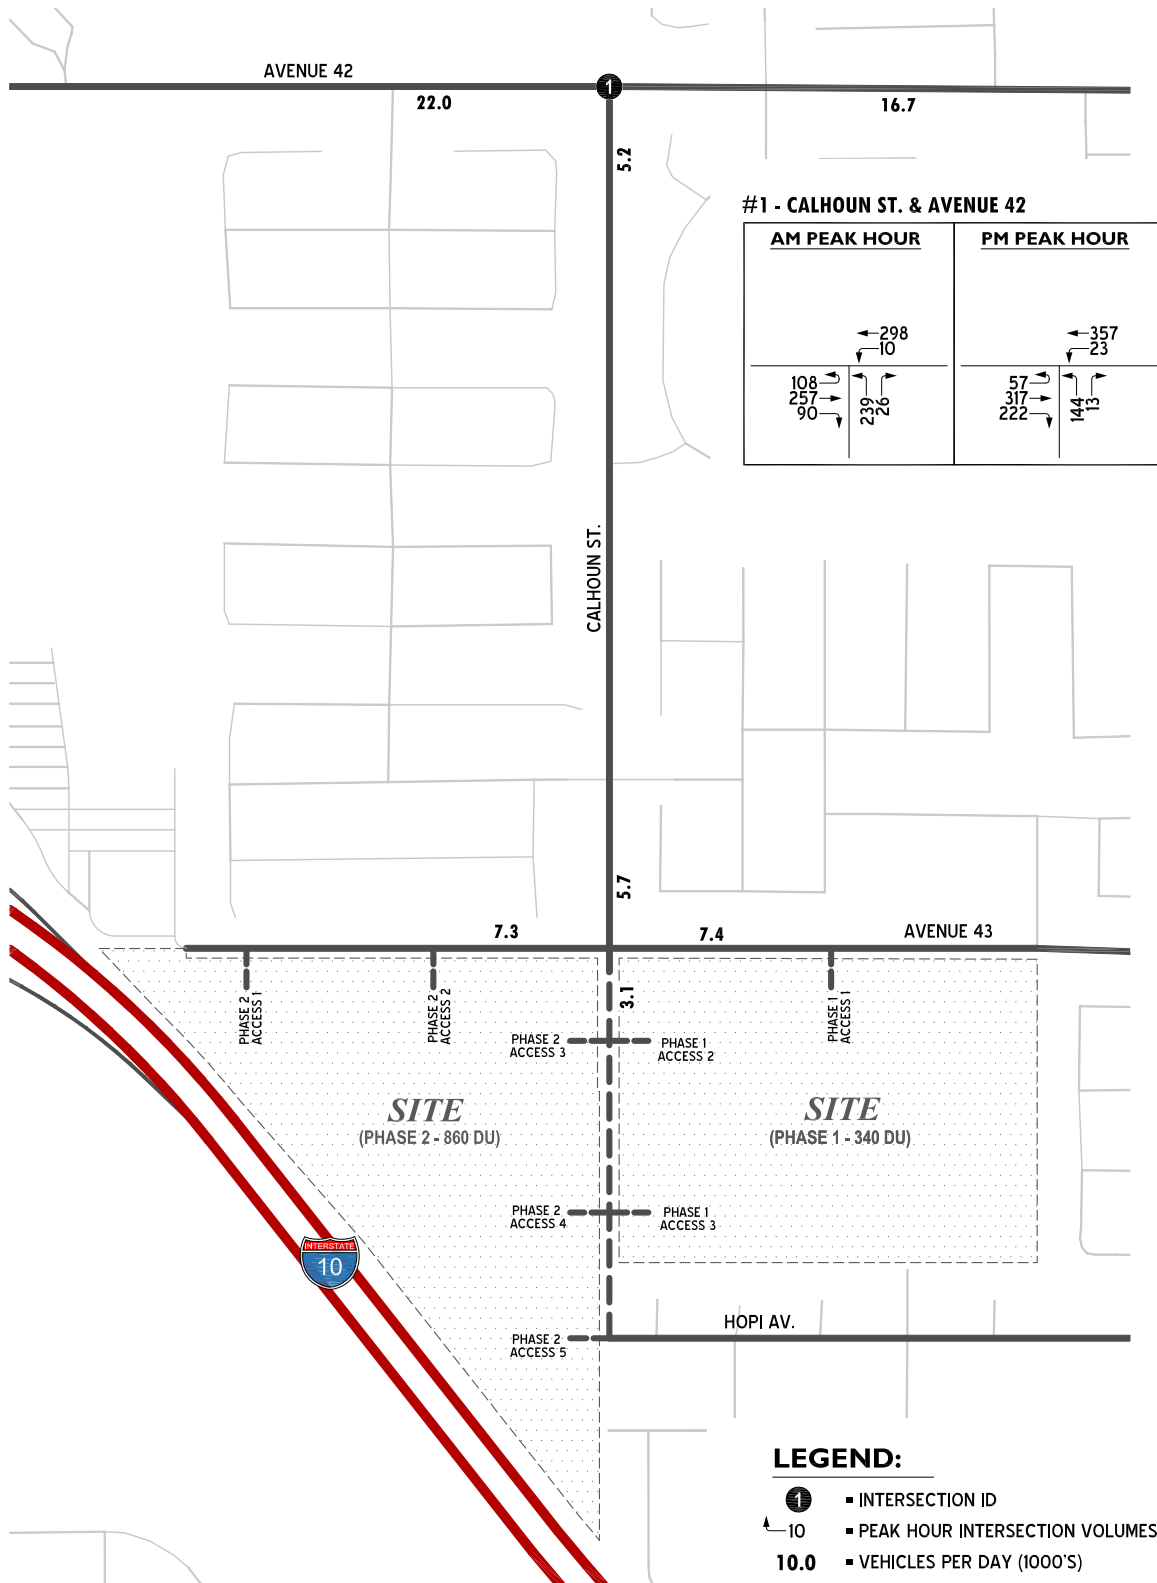 AVENUE 42
1
22.0
16.7
5.2
#1 - CALHOUN ST. & AVENUE 42
AM PEAK HOUR
298
10
108
257
90
239
26
PM PEAK HOUR
357
23
57
317
222
144
13
CALHOUN ST.
5.7
7.3
7.4
AVENUE 43
3.1
PHASE 2
ACCESS 1
PHASE 2
ACCESS 2
PHASE 1
ACCESS 1
PHASE 2
ACCESS 3
PHASE 1
ACCESS 2
SITE
(PHASE 2 - 860 DU)
SITE
(PHASE 1 - 340 DU)
PHASE 2
ACCESS 4
PHASE 1
ACCESS 3
INTERSTATE
10
HOPI AV.
PHASE 2
ACCESS 5
LEGEND:
1 = INTERSECTION ID
10 = PEAK HOUR INTERSECTION VOLUMES
10.0 = VEHICLES PER DAY (1000'S)